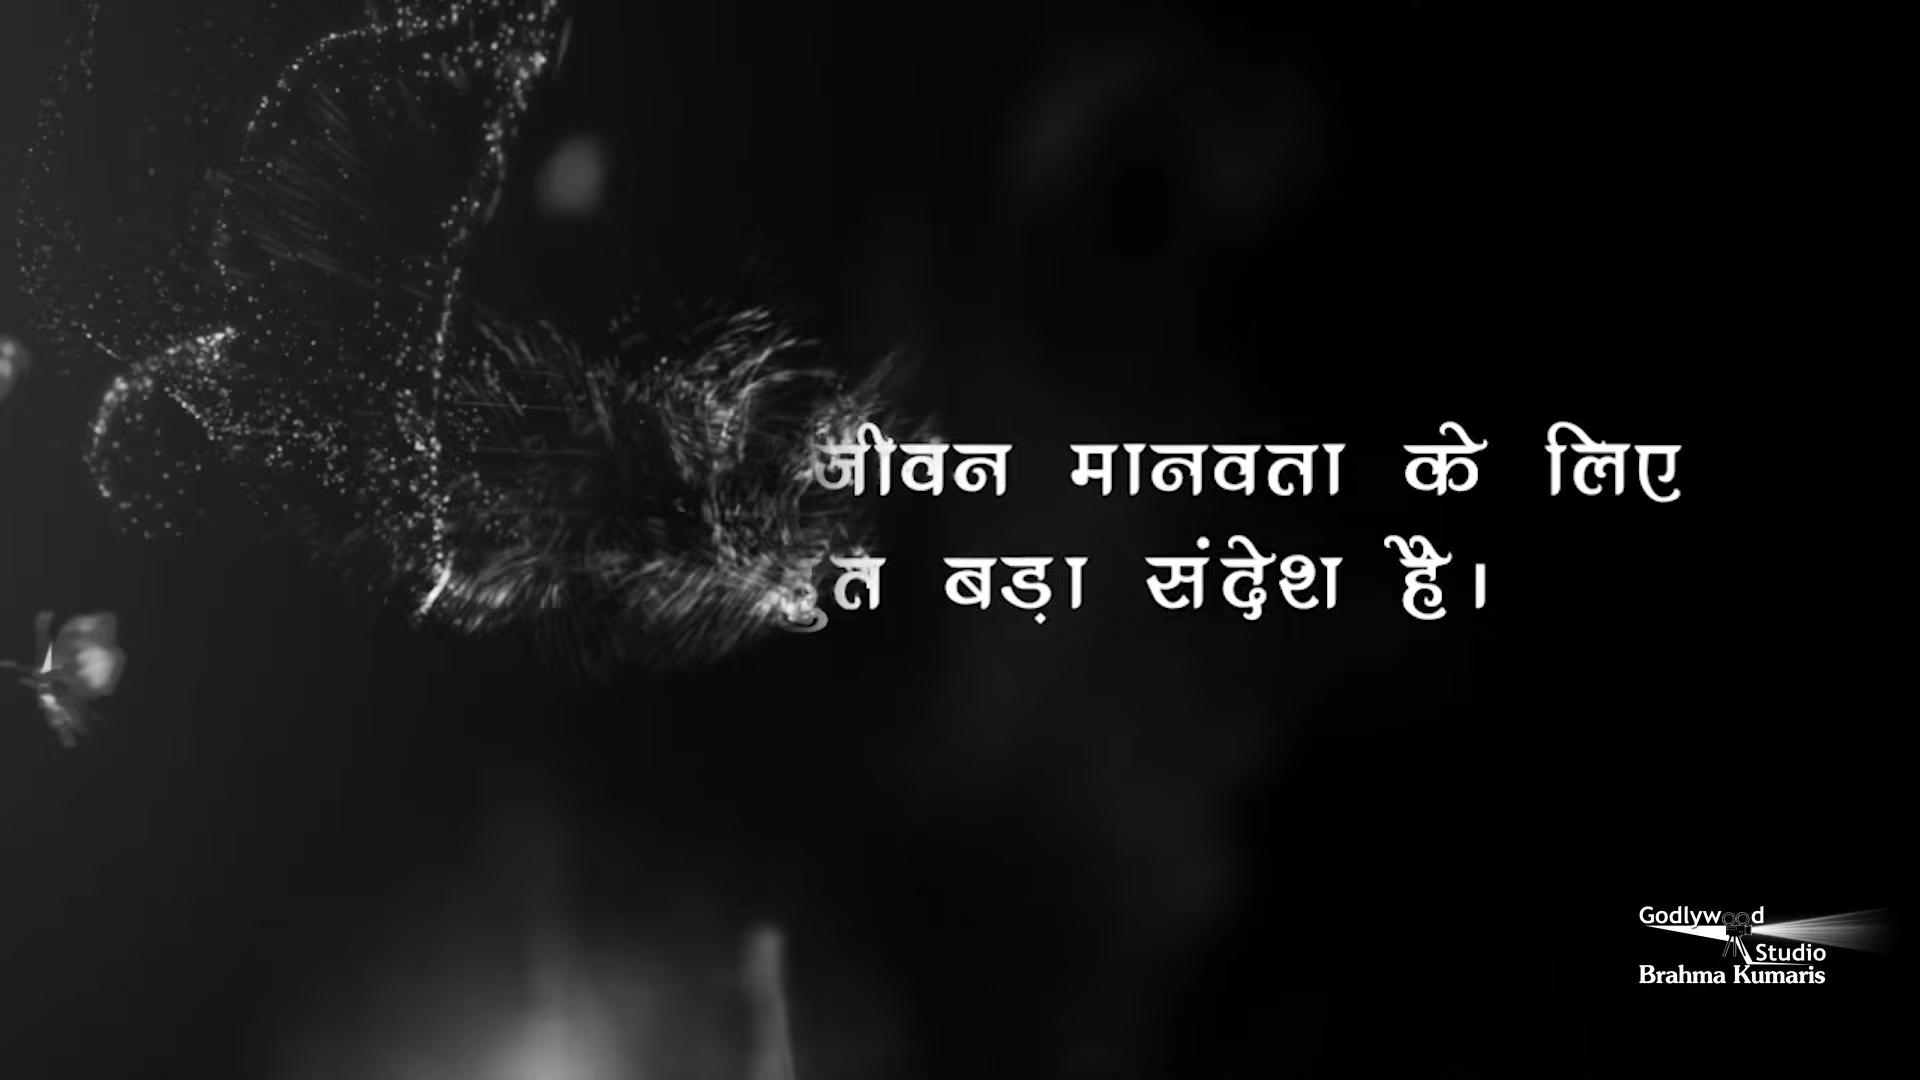 जीवन मानवता के लिए
बड़ा संदेश है।
Godlywood
Studio
Brahma Kumaris